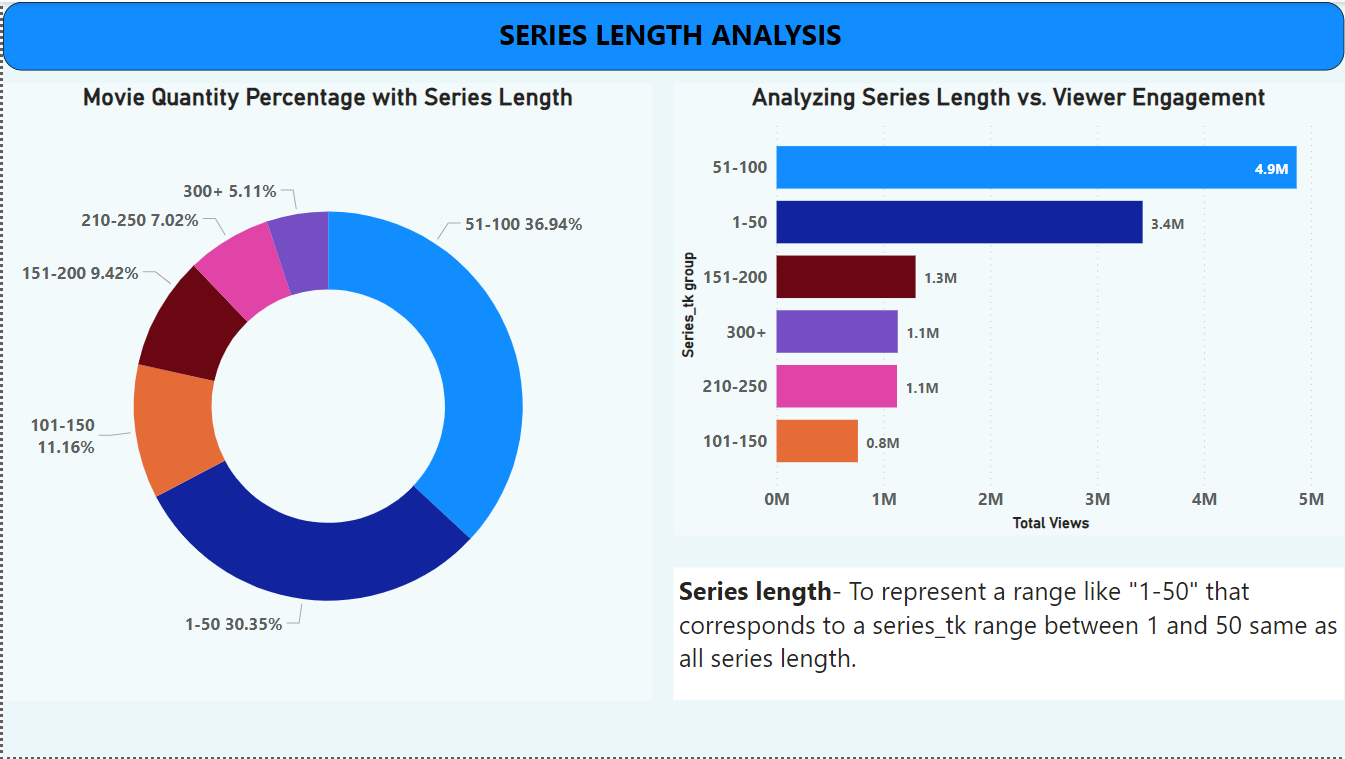 SERIES LENGTH ANALYSIS
Movie Quantity Percentage with Series Length
300+ 5.11%
210-250 7.02%
51-100 36.94%
151-200 9.42%
101-150
11.16%
1-50 30.35%
Analyzing Series Length vs. Viewer Engagement
Series_tk group
51-100
4.9M
1-50
3.4M
151-200
1.3M
300+
1.1M
210-250
1.1M
101-150
0.8M
0M 1M 2M 3M 4M 5M
Total Views
Series length- To represent a range like "1-50" that
corresponds to a series_tk range between 1 and 50 same as
all series length.